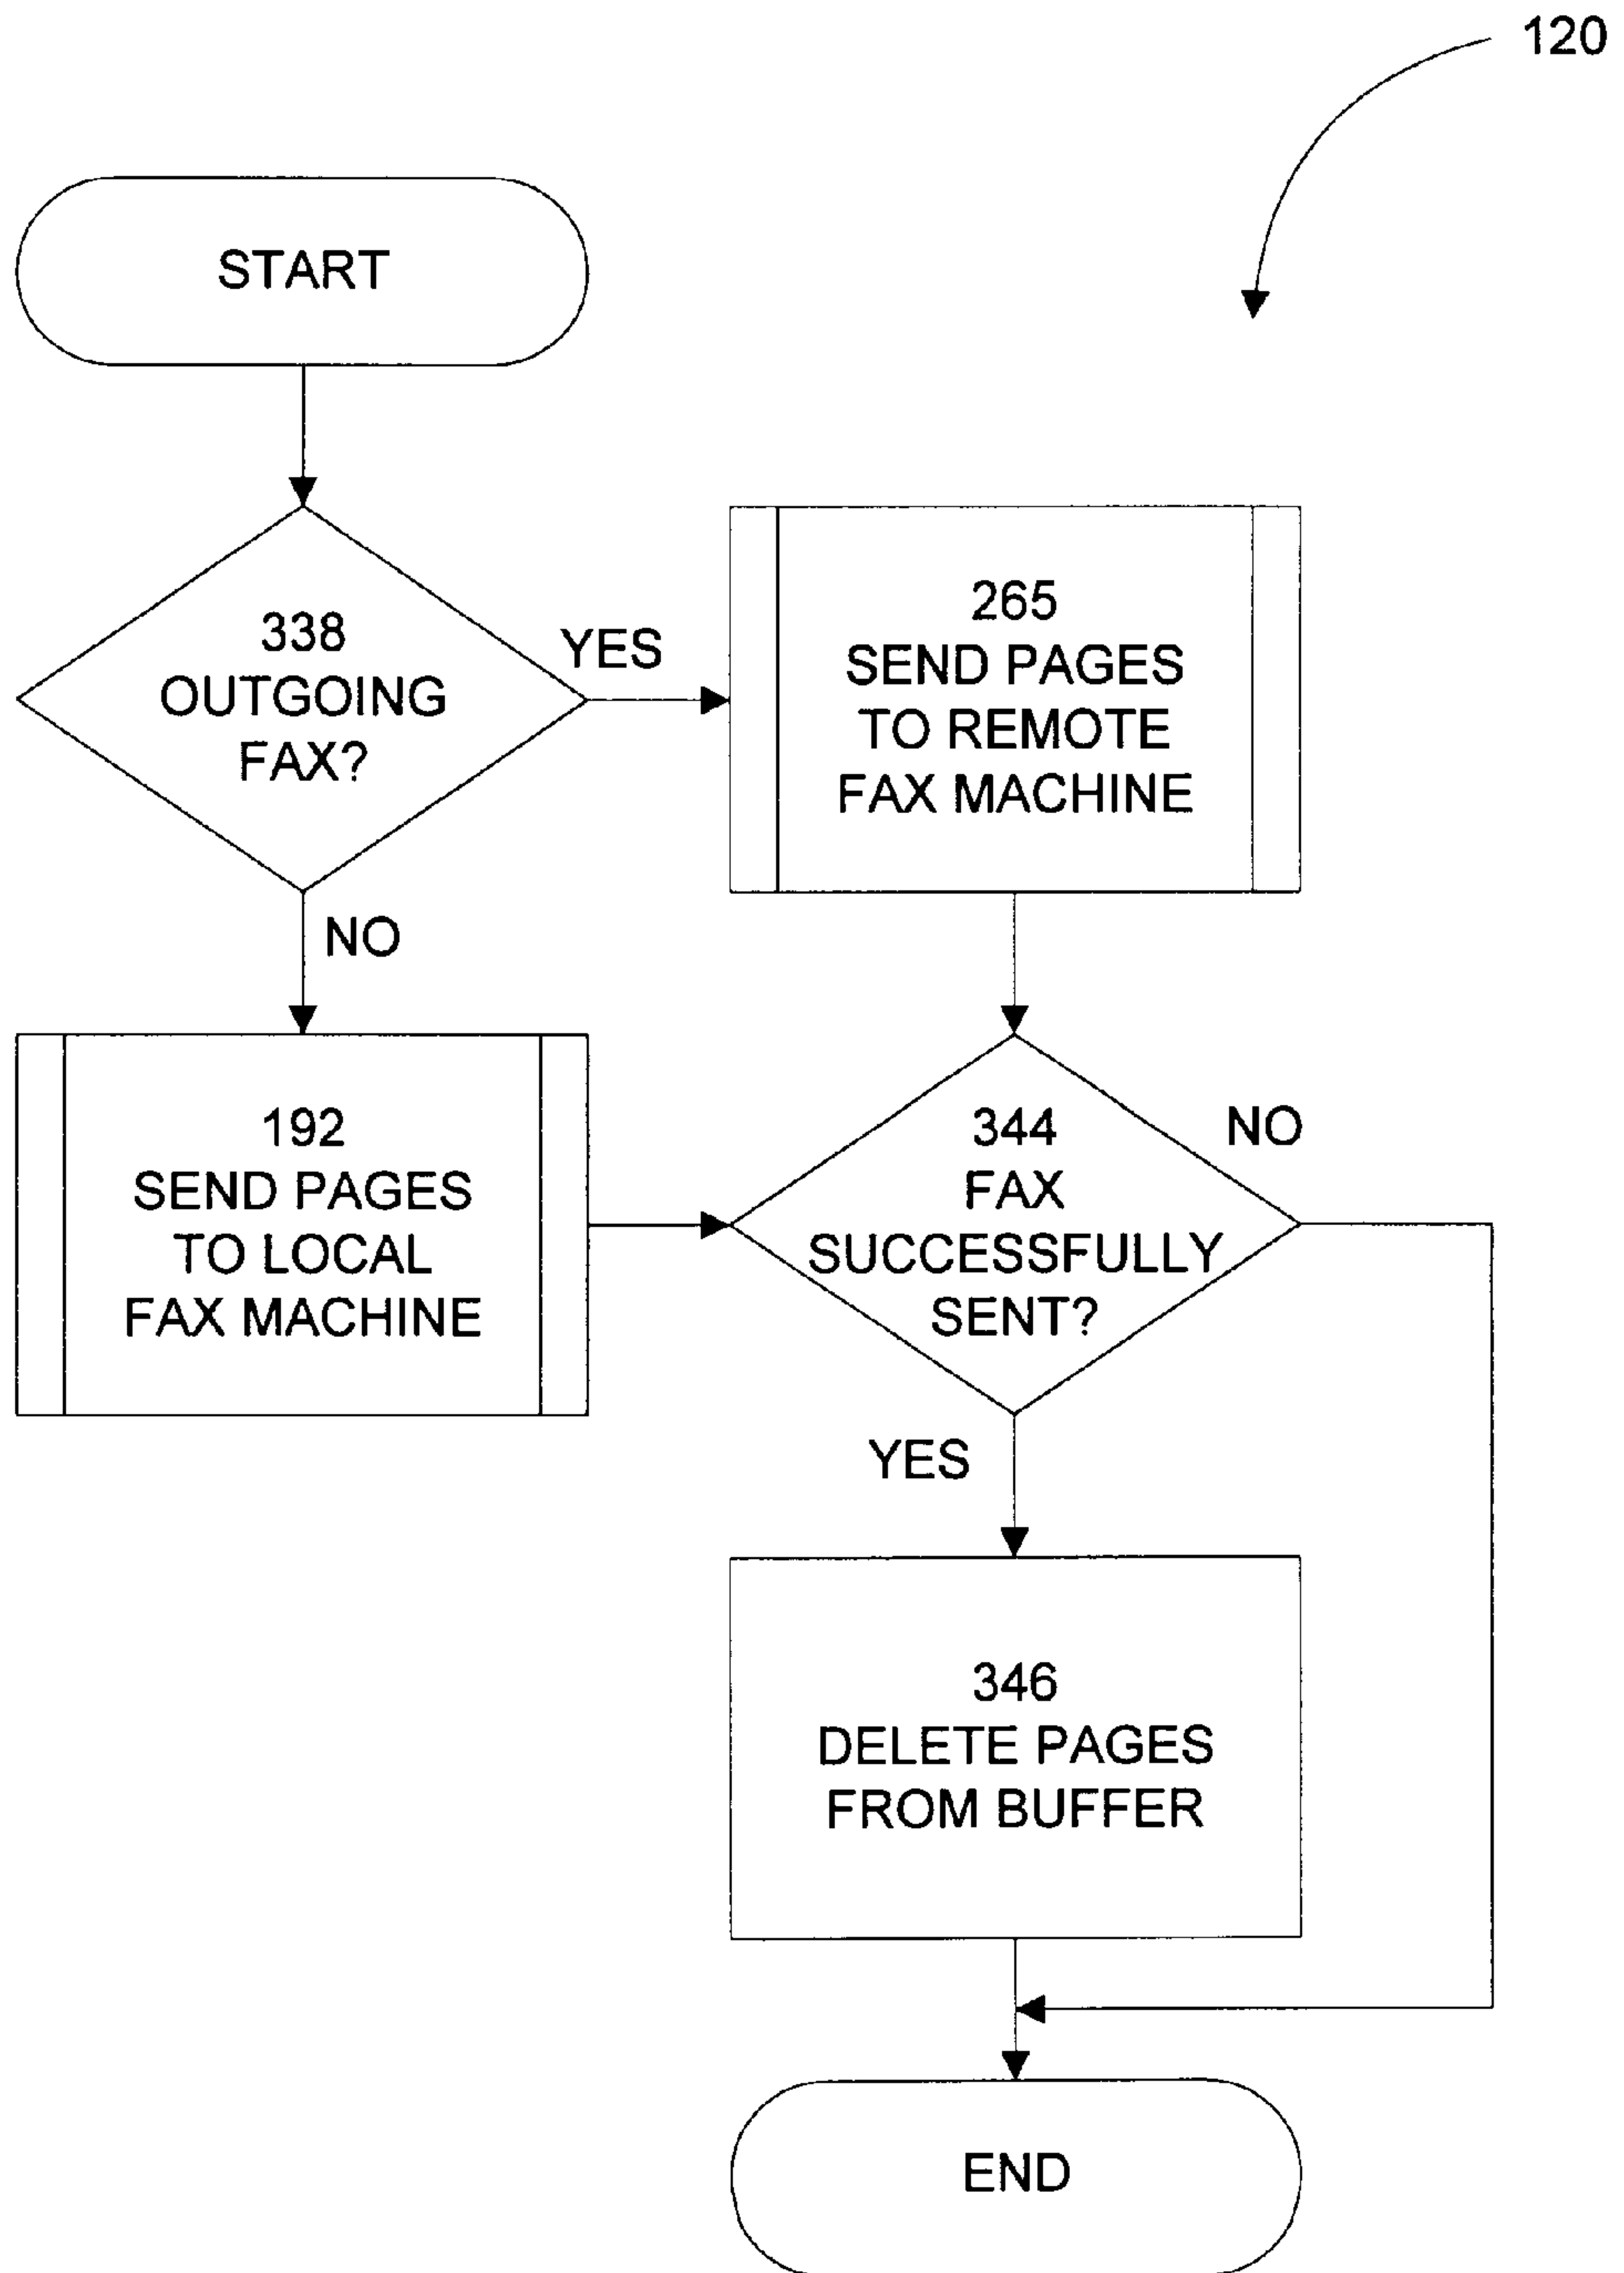 120
START
338
OUTGOING
FAX?
YES
265
SEND PAGES
TO REMOTE
FAX MACHINE
NO
192
SEND PAGES
TO LOCAL
FAX MACHINE
344
FAX
SUCCESSFULLY
SENT?
NO
YES
346
DELETE PAGES
FROM BUFFER
END